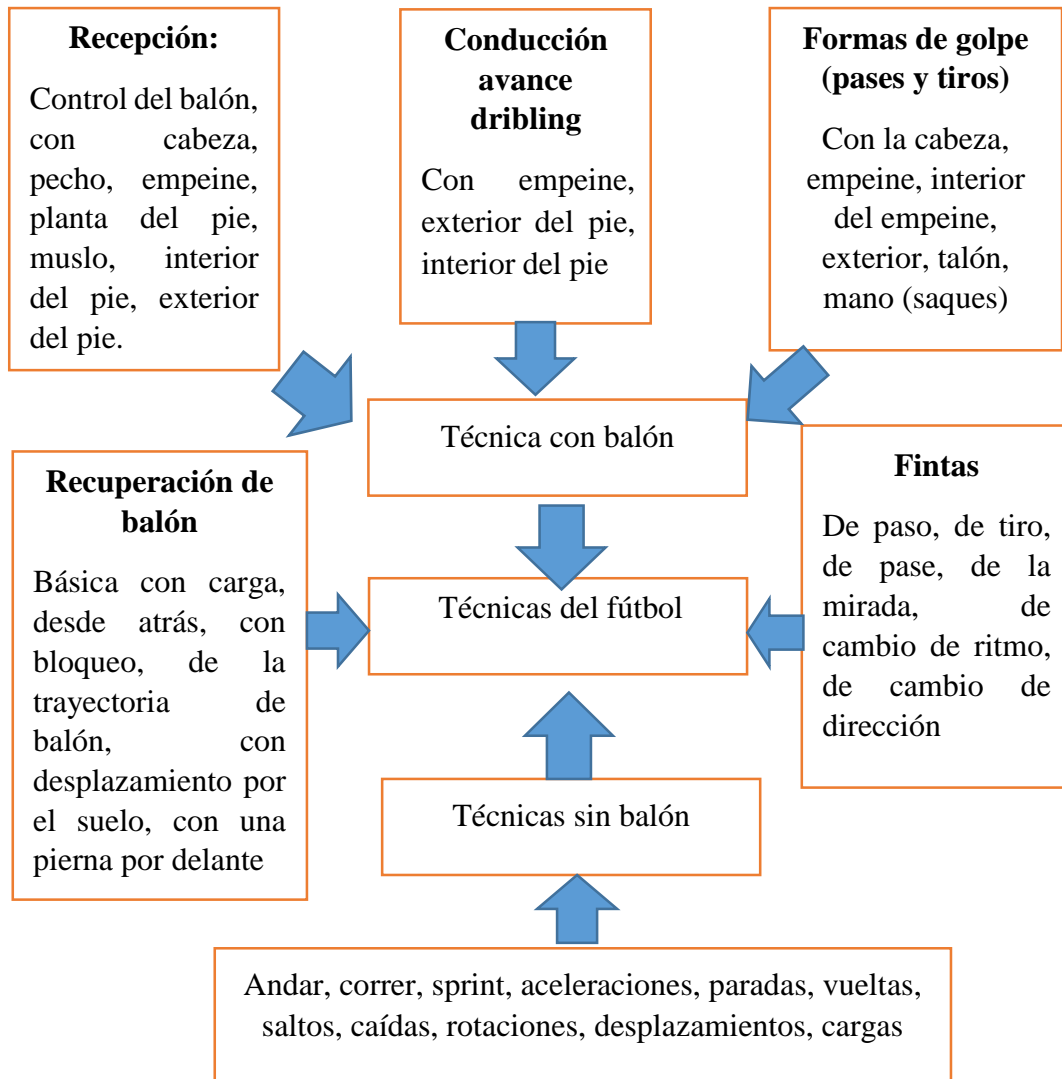 Recepción:
Control del balón,
con cabeza,
pecho, empeine,
planta del pie,
muslo, interior
del pie, exterior
del pie.
Conducción
avance
dribling
Con empeine,
exterior del pie,
interior del pie
Formas de golpe
(pases y tiros)
Con la cabeza,
empeine, interior
del empeine,
exterior, talón,
mano (saques)
Técnica con balón
Recuperación de
balón
Básica con carga,
desde atrás, con
bloqueo, de la
trayectoria de
balón, con
desplazamiento por
el suelo, con una
pierna por delante
Técnicas del fútbol
Fintas
De paso, de tiro,
de pase, de la
mirada, de
cambio de ritmo,
de cambio de
dirección
Técnicas sin balón
Andar, correr, sprint, aceleraciones, paradas, vueltas,
saltos, caídas, rotaciones, desplazamientos, cargas